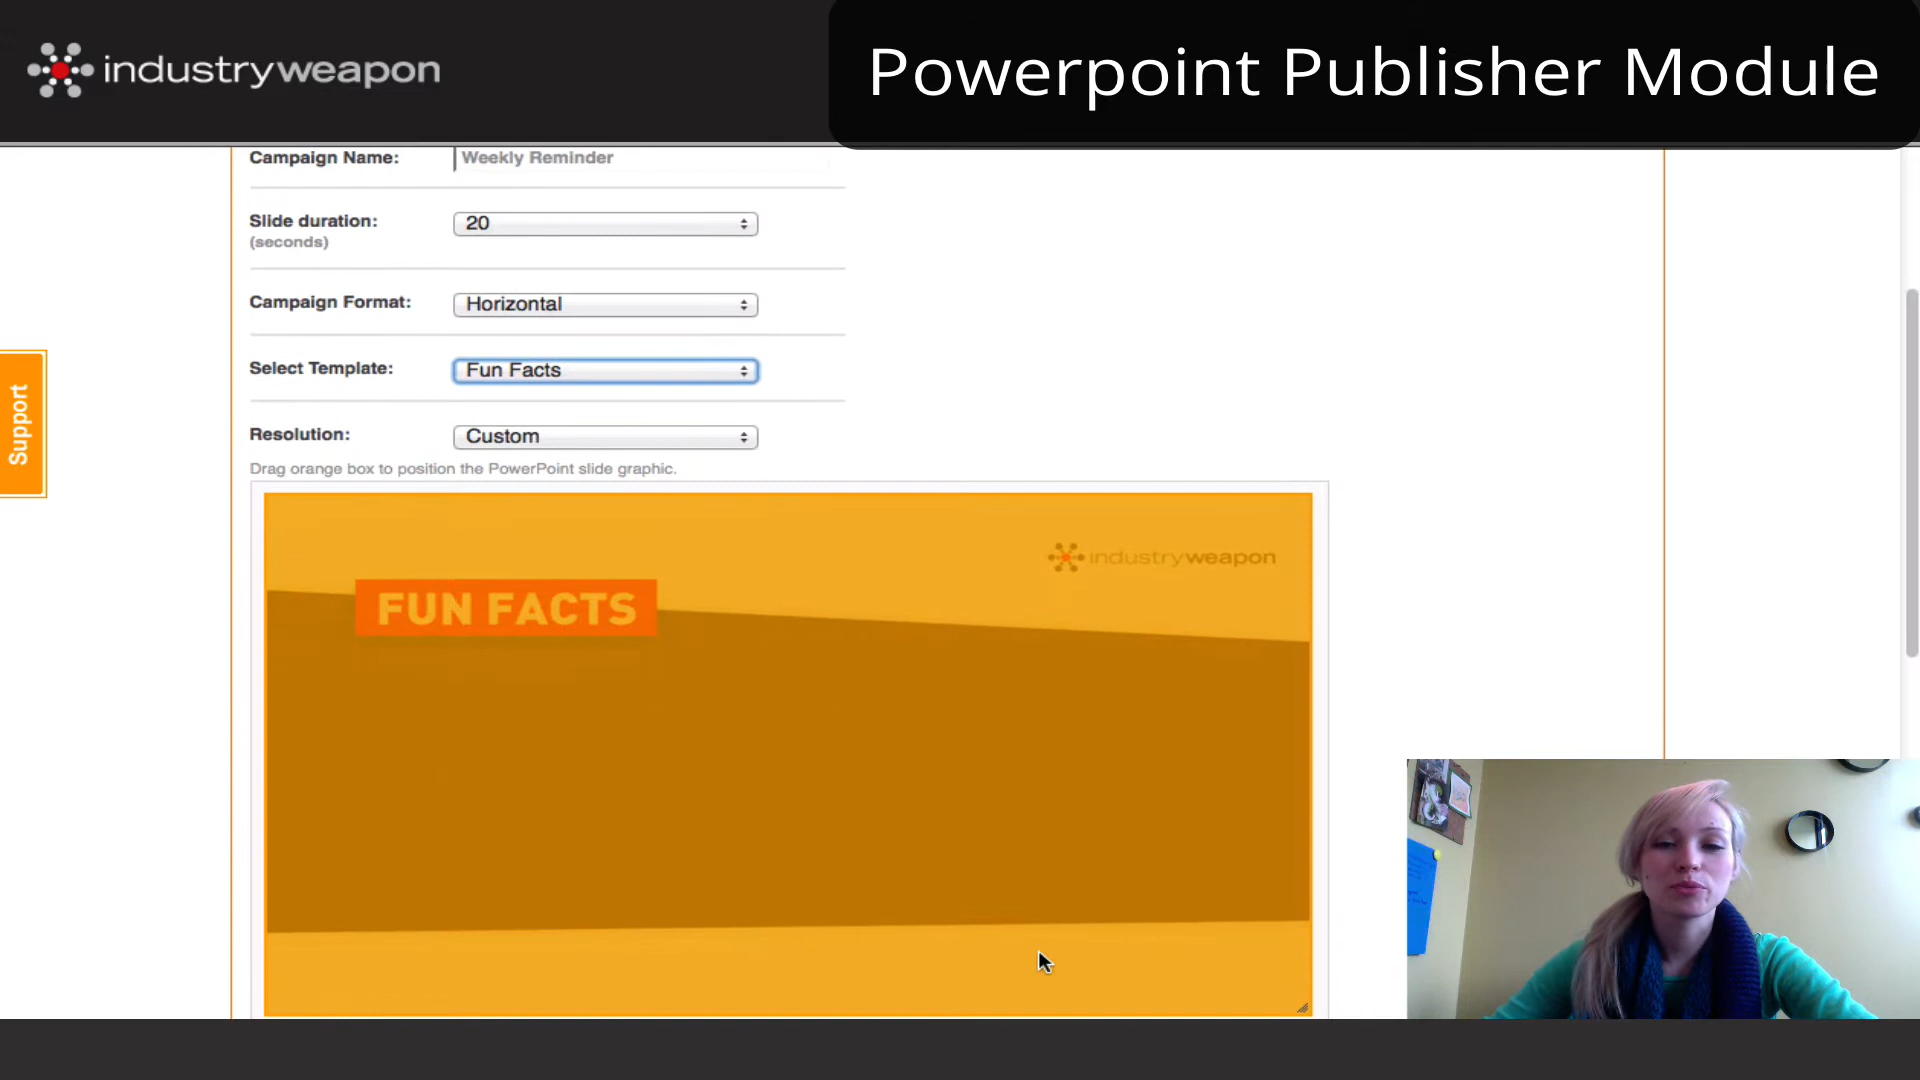 industryweapon
Powerpoint Publisher Module
Campaign Name: Weekly Reminder
Slide duration: 20
(seconds)
Campaign Format: Horizontal
Select Template: Fun Facts
Support
Resolution: Custom
Drag orange box to position the PowerPoint slide graphic.
industryweapon
FUN FACTS